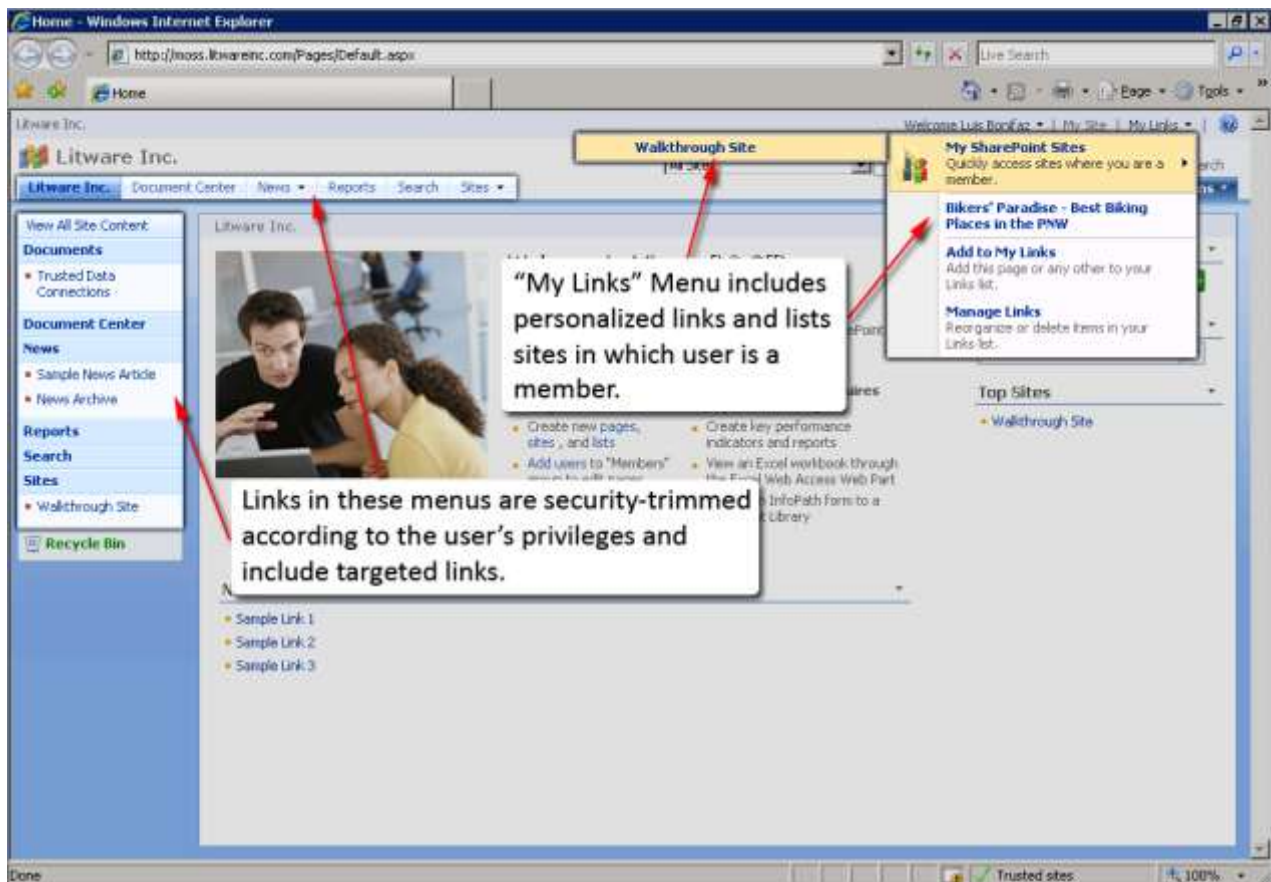 Home - Windows Internet Explorer
http://moss.litwareinc.com/Pages/Default.aspx
Live Search
Home
Page
Tools
Litware Inc.
Welcome Luis Bonifaz
My Site
My Links
Litware Inc.
Walkthrough Site
All Sites
Litware Inc.
Document Center
News
Reports
Search
Sites
My SharePoint Sites
Quickly access sites where you are a
member.
Bikers' Paradise - Best Biking
Places in the PNW
Add to My Links
Add this page or any other to your
Links list.
Manage Links
Reorganize or delete items in your
Links list.
View All Site Content
Documents
Trusted Data
Connections
Document Center
News
Sample News Article
News Archive
Reports
Search
Sites
Walkthrough Site
Recycle Bin
Litware Inc.
"My Links" Menu includes
personalized links and lists
sites in which user is a
member.
Create new pages,
sites , and lists
Add users to "Members"
Create key performance
indicators and reports
View an Excel workbook through
the Excel Web Access Web Part
InfoPath form to a
Library
Top Sites
Walkthrough Site
Links in these menus are security-trimmed
according to the user's privileges and
include targeted links.
Sample Link 1
Sample Link 2
Sample Link 3
Done
Trusted sites
100%